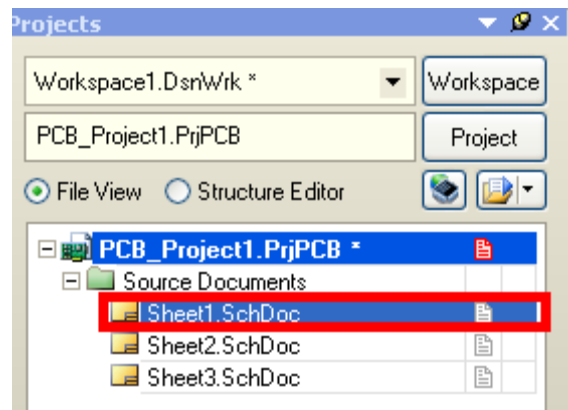 Projects
Workspace1.DsnWrk *
Workspace
PCB_Project1.PrjPCB
Project
File View
Structure Editor
PCB_Project1.PrjPCB *
Source Documents
Sheet1.SchDoc
Sheet2.SchDoc
Sheet3.SchDoc